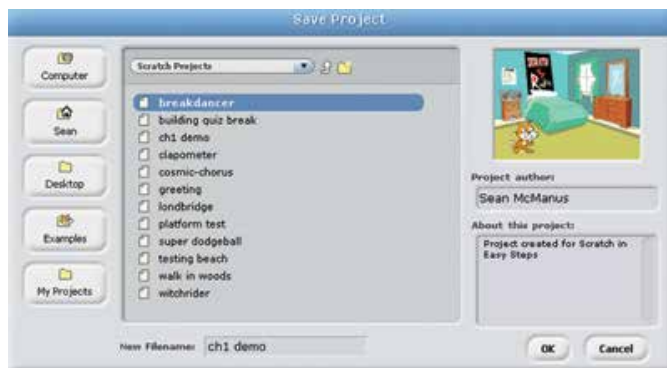 Save Project
Computer
Sean
Desktop
Examples
My Projects
Scratch Projects
breakdancer
building quiz break
ch1 demo
clapometer
cosmic-chorus
greeting
londbridge
platform test
super dodgeball
testing beach
walk in woods
witchrider
New Filename: ch1 demo
Project author:
Sean McManus
About this project:
Project created for Scratch in
Easy Steps
OK
Cancel